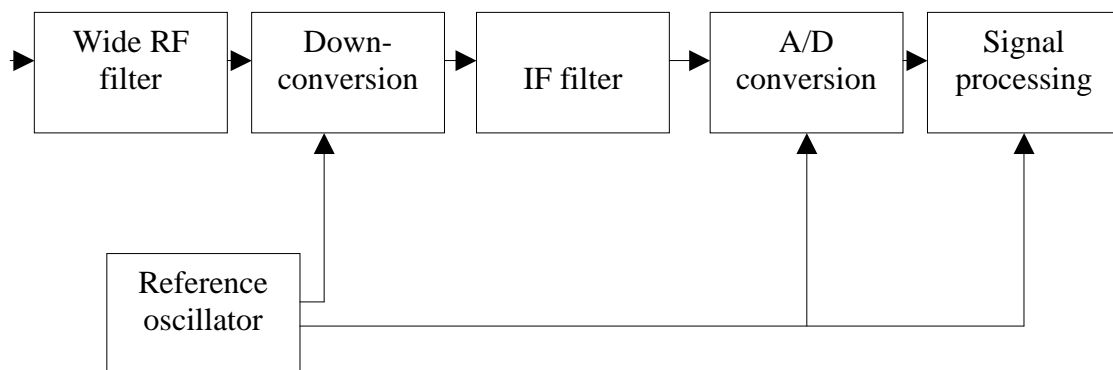 Wide RF
filter
Down-
conversion
IF filter
A/D
conversion
Signal
processing
Reference
oscillator